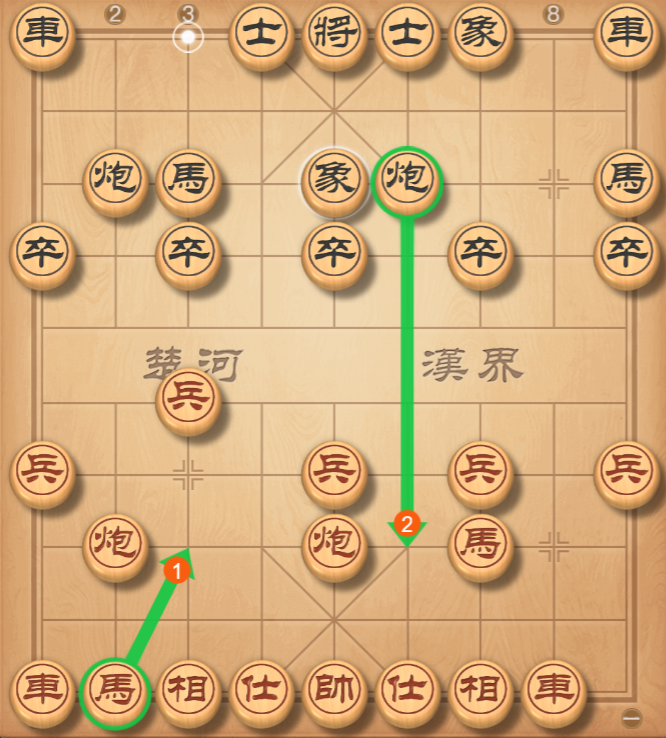 2 3 8
車 士 將 士 象 車
炮 馬 象 炮 馬
卒 卒 卒 卒 卒
楚河 漢界
兵
兵 兵 兵 兵
2
炮 炮 馬
1
車 馬 相 仕 帥 仕 相 車
一